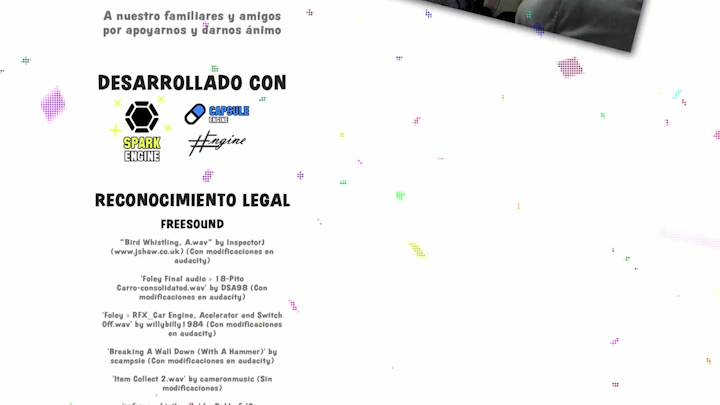 A nuestro familiares y amigos
por apoyarnos y darnos ánimo
DESARROLLADO CON
SPARK
ENGINE
CAPSULE
ENGINE
#Engine
RECONOCIMIENTO LEGAL
FREESOUND
"Bird Whistling, A.wav" by InspectorJ
(www.jshaw.co.uk) (Con modificaciones en
audacity)
'Foley Final audio » 18-Pito
Carro-consolidated.wav' by DSA98 (Con
modificaciones en audacity)
'Foley » RFX_Car Engine, Acelerator and Switch
Off.wav' by willybilly1984 (Con modificaciones
en audacity)
'Breaking A Wall Down (With A Hammer)' by
scampsie (Con modificaciones en audacity)
'Item Collect 2.wav' by cameronmusic (Sin
modificaciones)